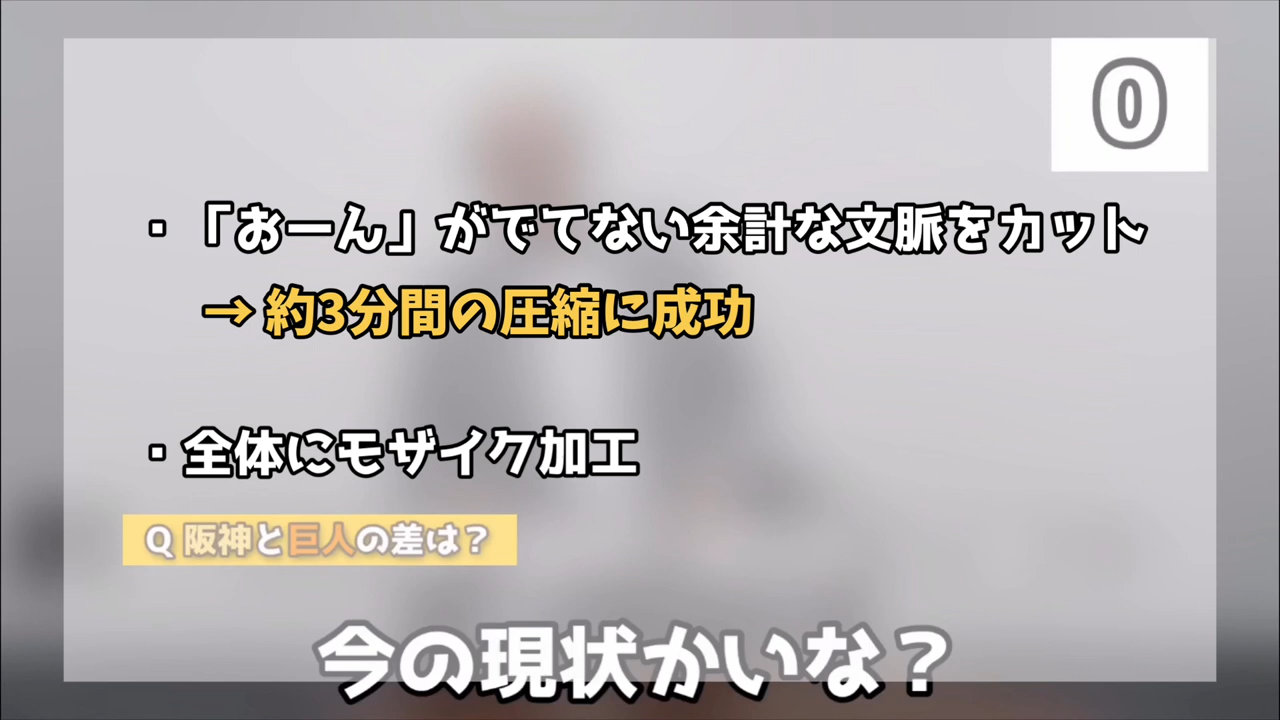 0
・「おーん」がでてない余計な文脈をカット
→ 約3分間の圧縮に成功
・全体にモザイク加工
Q 阪神と巨人の差は?
今の現状かいな?